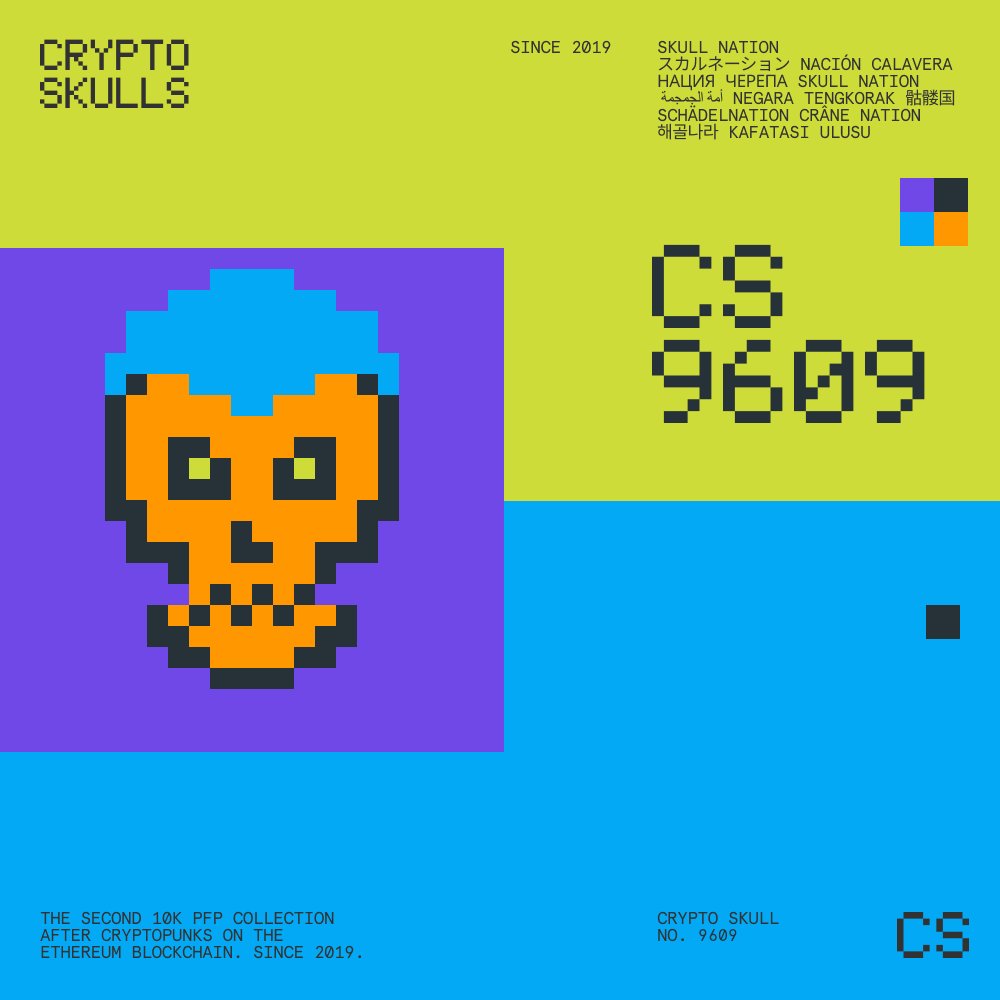 CRYPTO
SKULLS
SINCE 2019
SKULL NATION
スカルネーション NACIÓN CALAVERA
НАЦИЯ ЧЕРЕПА SKULL NATION
أمة الجمجمة NEGARA TENGKORAK 骷髅国
SCHÄDELNATION CRÂNE NATION
해골나라 KAFATASI ULUSU
CS
9609
THE SECOND 10K PFP COLLECTION
AFTER CRYPTOPUNKS ON THE
ETHEREUM BLOCKCHAIN. SINCE 2019.
CRYPTO SKULL
NO. 9609
CS